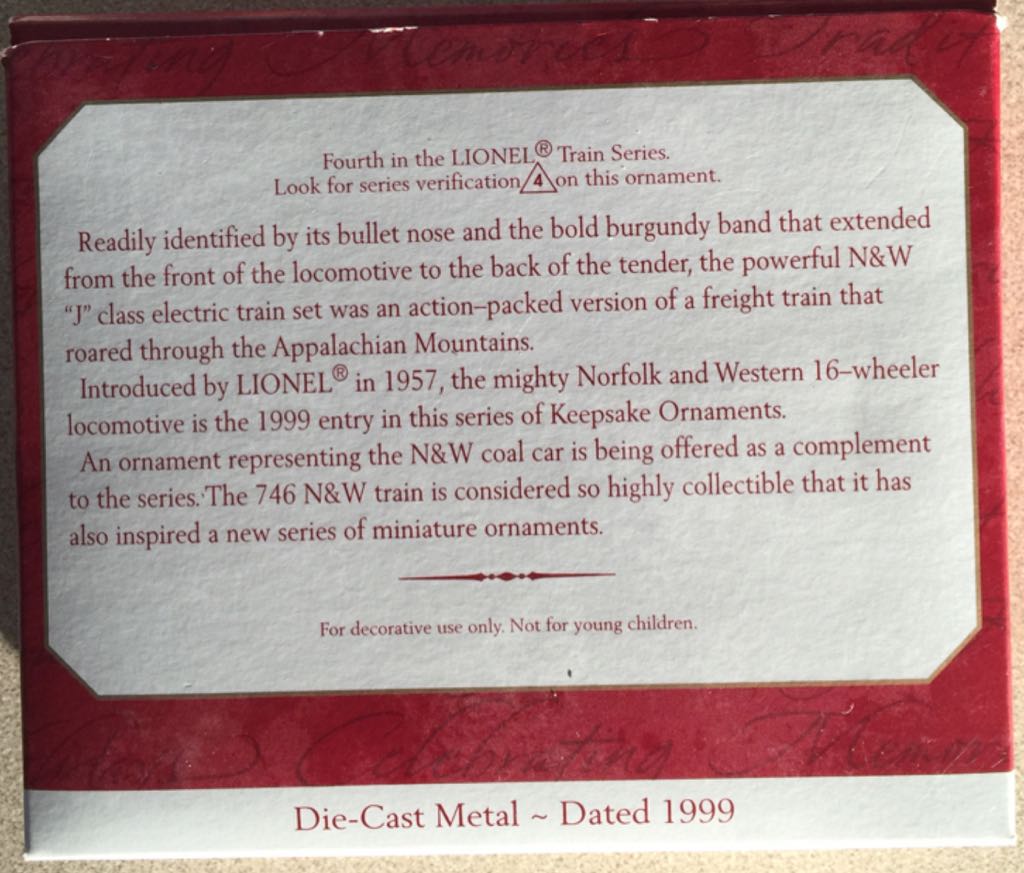 Memories Tradit
Fourth in the LIONEL® Train Series.
Look for series verification 4 on this ornament.
Readily identified by its bullet nose and the bold burgundy band that extended
from the front of the locomotive to the back of the tender, the powerful N&W
“J” class electric train set was an action–packed version of a freight train that
roared through the Appalachian Mountains.
Introduced by LIONEL® in 1957, the mighty Norfolk and Western 16–wheeler
locomotive is the 1999 entry in this series of Keepsake Ornaments.
An ornament representing the N&W coal car is being offered as a complement
to the series. The 746 N&W train is considered so highly collectible that it has
also inspired a new series of miniature ornaments.
For decorative use only. Not for young children.
Celebrating Memori
Die-Cast Metal ~ Dated 1999